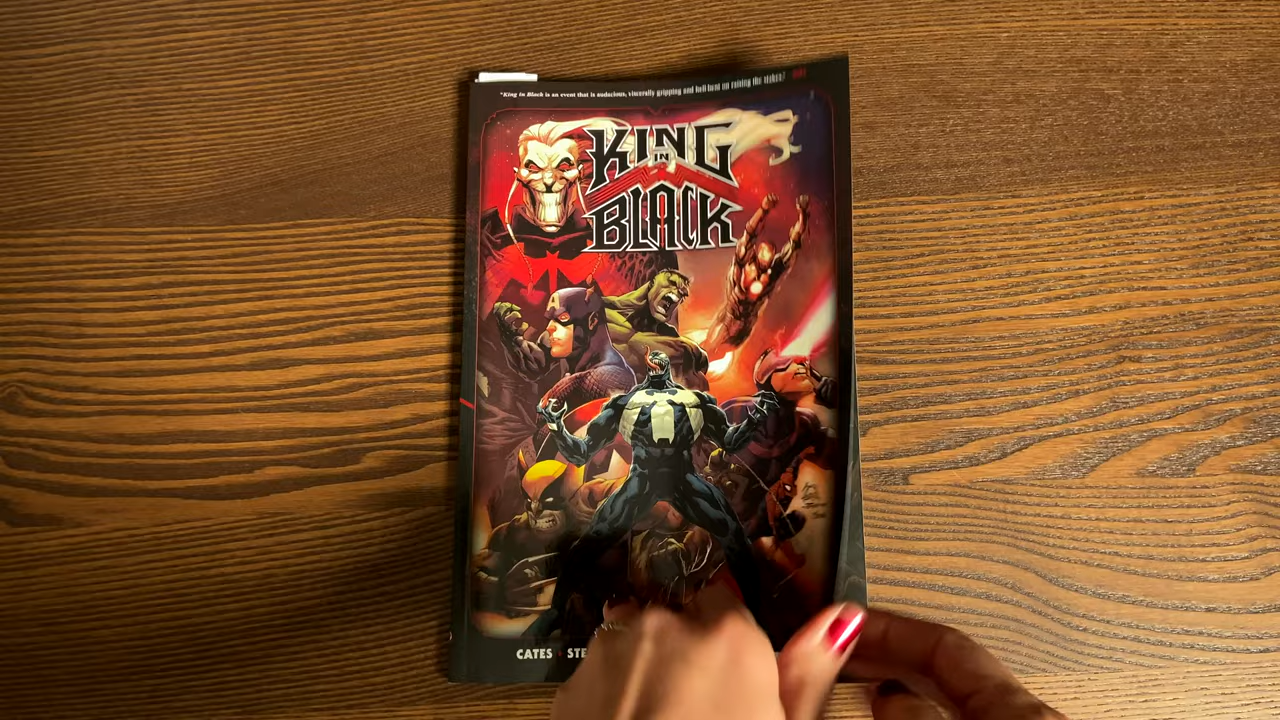 "King in Black is an event that is audacious, viscerally gripping and hell-bent on raising the stakes!"
KING
IN
BLACK
CATES STE